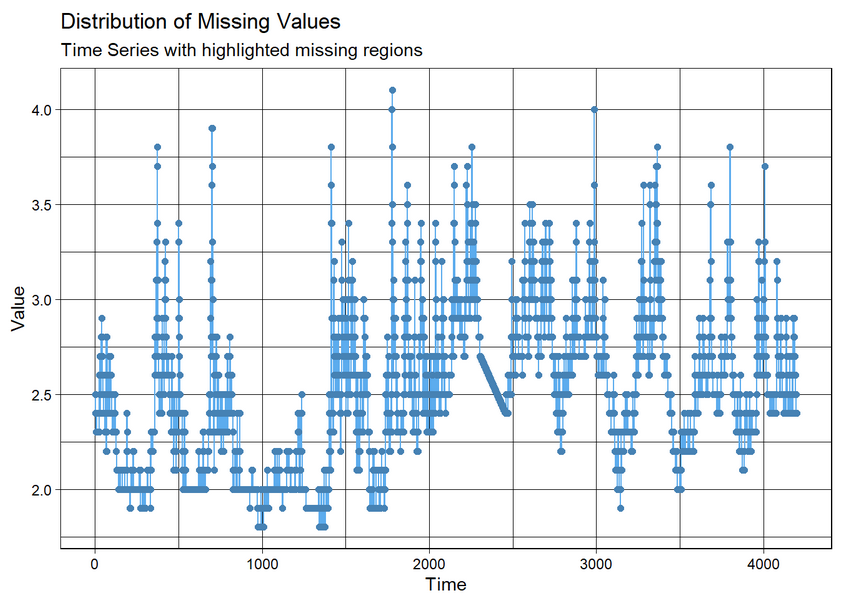 Distribution of Missing Values
Time Series with highlighted missing regions
4.0
3.5
3.0
2.5
2.0
Value
0 1000 2000 3000 4000
Time